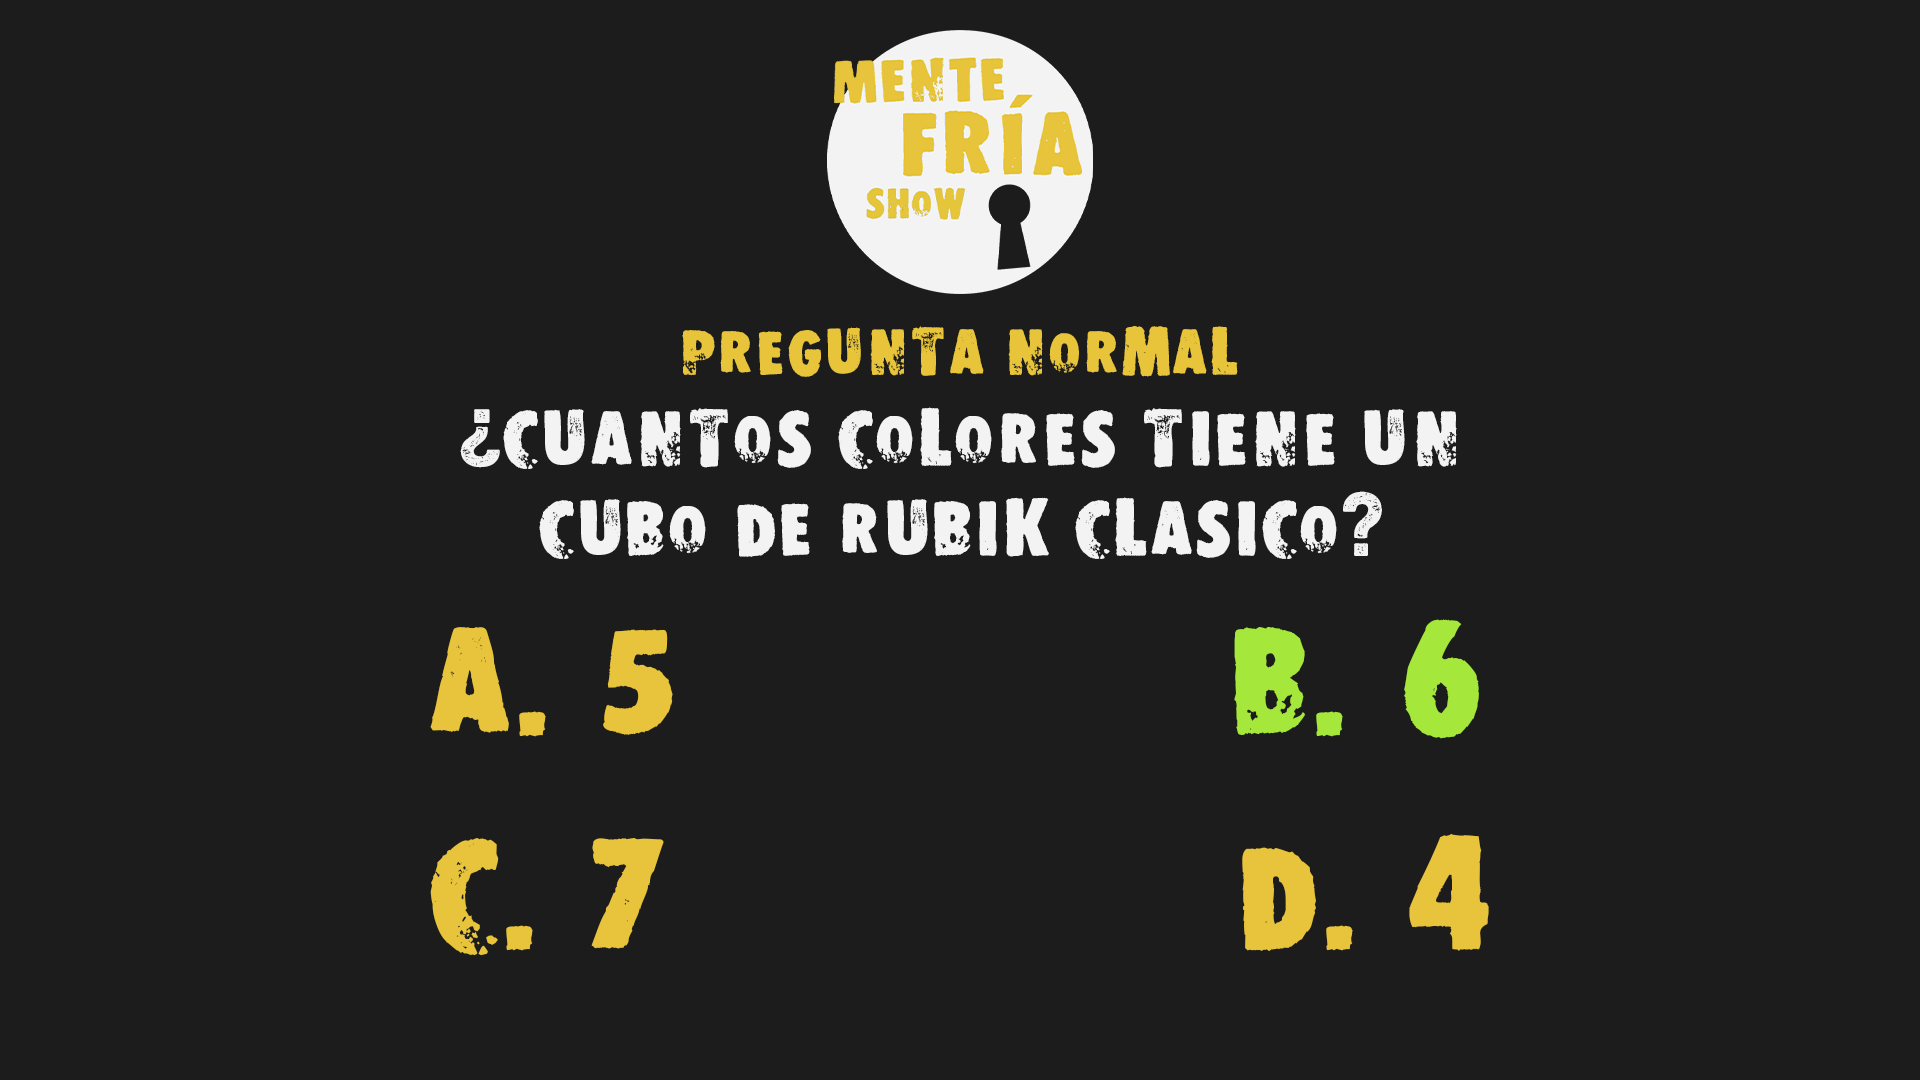 MENTE
FRÍA
SHOW
PREGUNTA NORMAL
¿CUANTOS COLORES TIENE UN
CUBO DE RUBIK CLASICO?
A. 5
B. 6
C. 7
D. 4